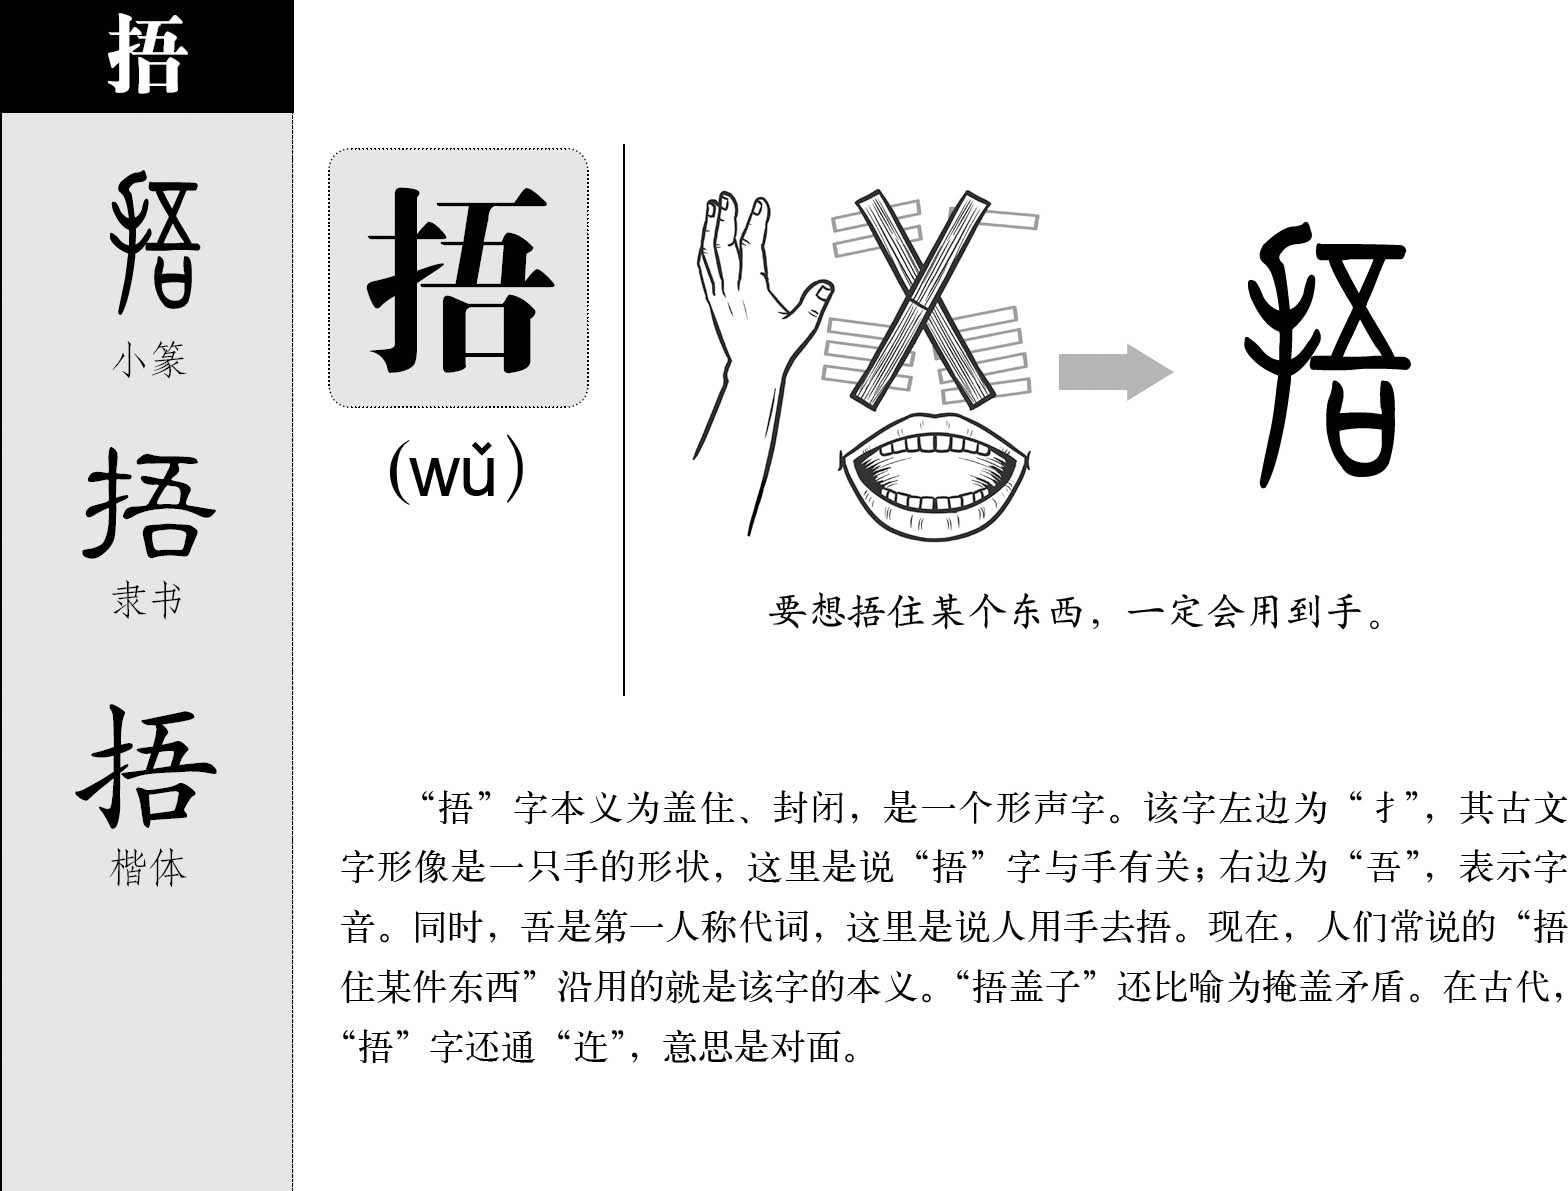 捂
捂
小篆
捂
隶书
捂
楷体
捂
(wǔ)
捂
要想捂住某个东西，一定会用到手。
“捂”字本义为盖住、封闭，是一个形声字。该字左边为“扌”，其古文
字形像是一只手的形状，这里是说“捂”字与手有关；右边为“吾”，表示字
音。同时，吾是第一人称代词，这里是说人用手去捂。现在，人们常说的“捂
住某件东西”沿用的就是该字的本义。“捂盖子”还比喻为掩盖矛盾。在古代，
“捂”字还通“迕”，意思是对面。